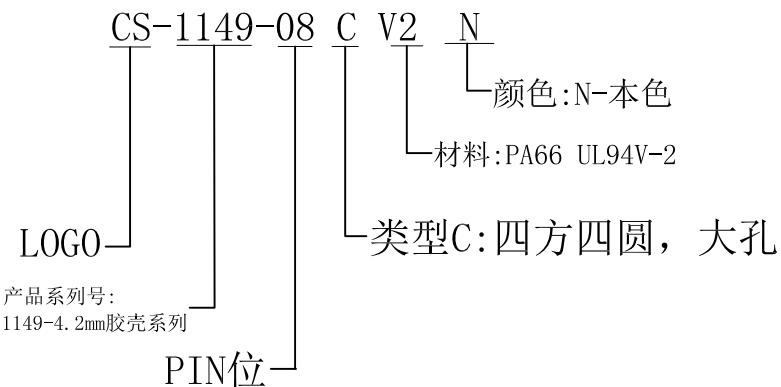 CS-1149-08 C V2 N
颜色:N-本色
材料:PA66 UL94V-2
LOGO
类型C:四方四圆，大孔
产品系列号:
1149-4.2mm胶壳系列
PIN位